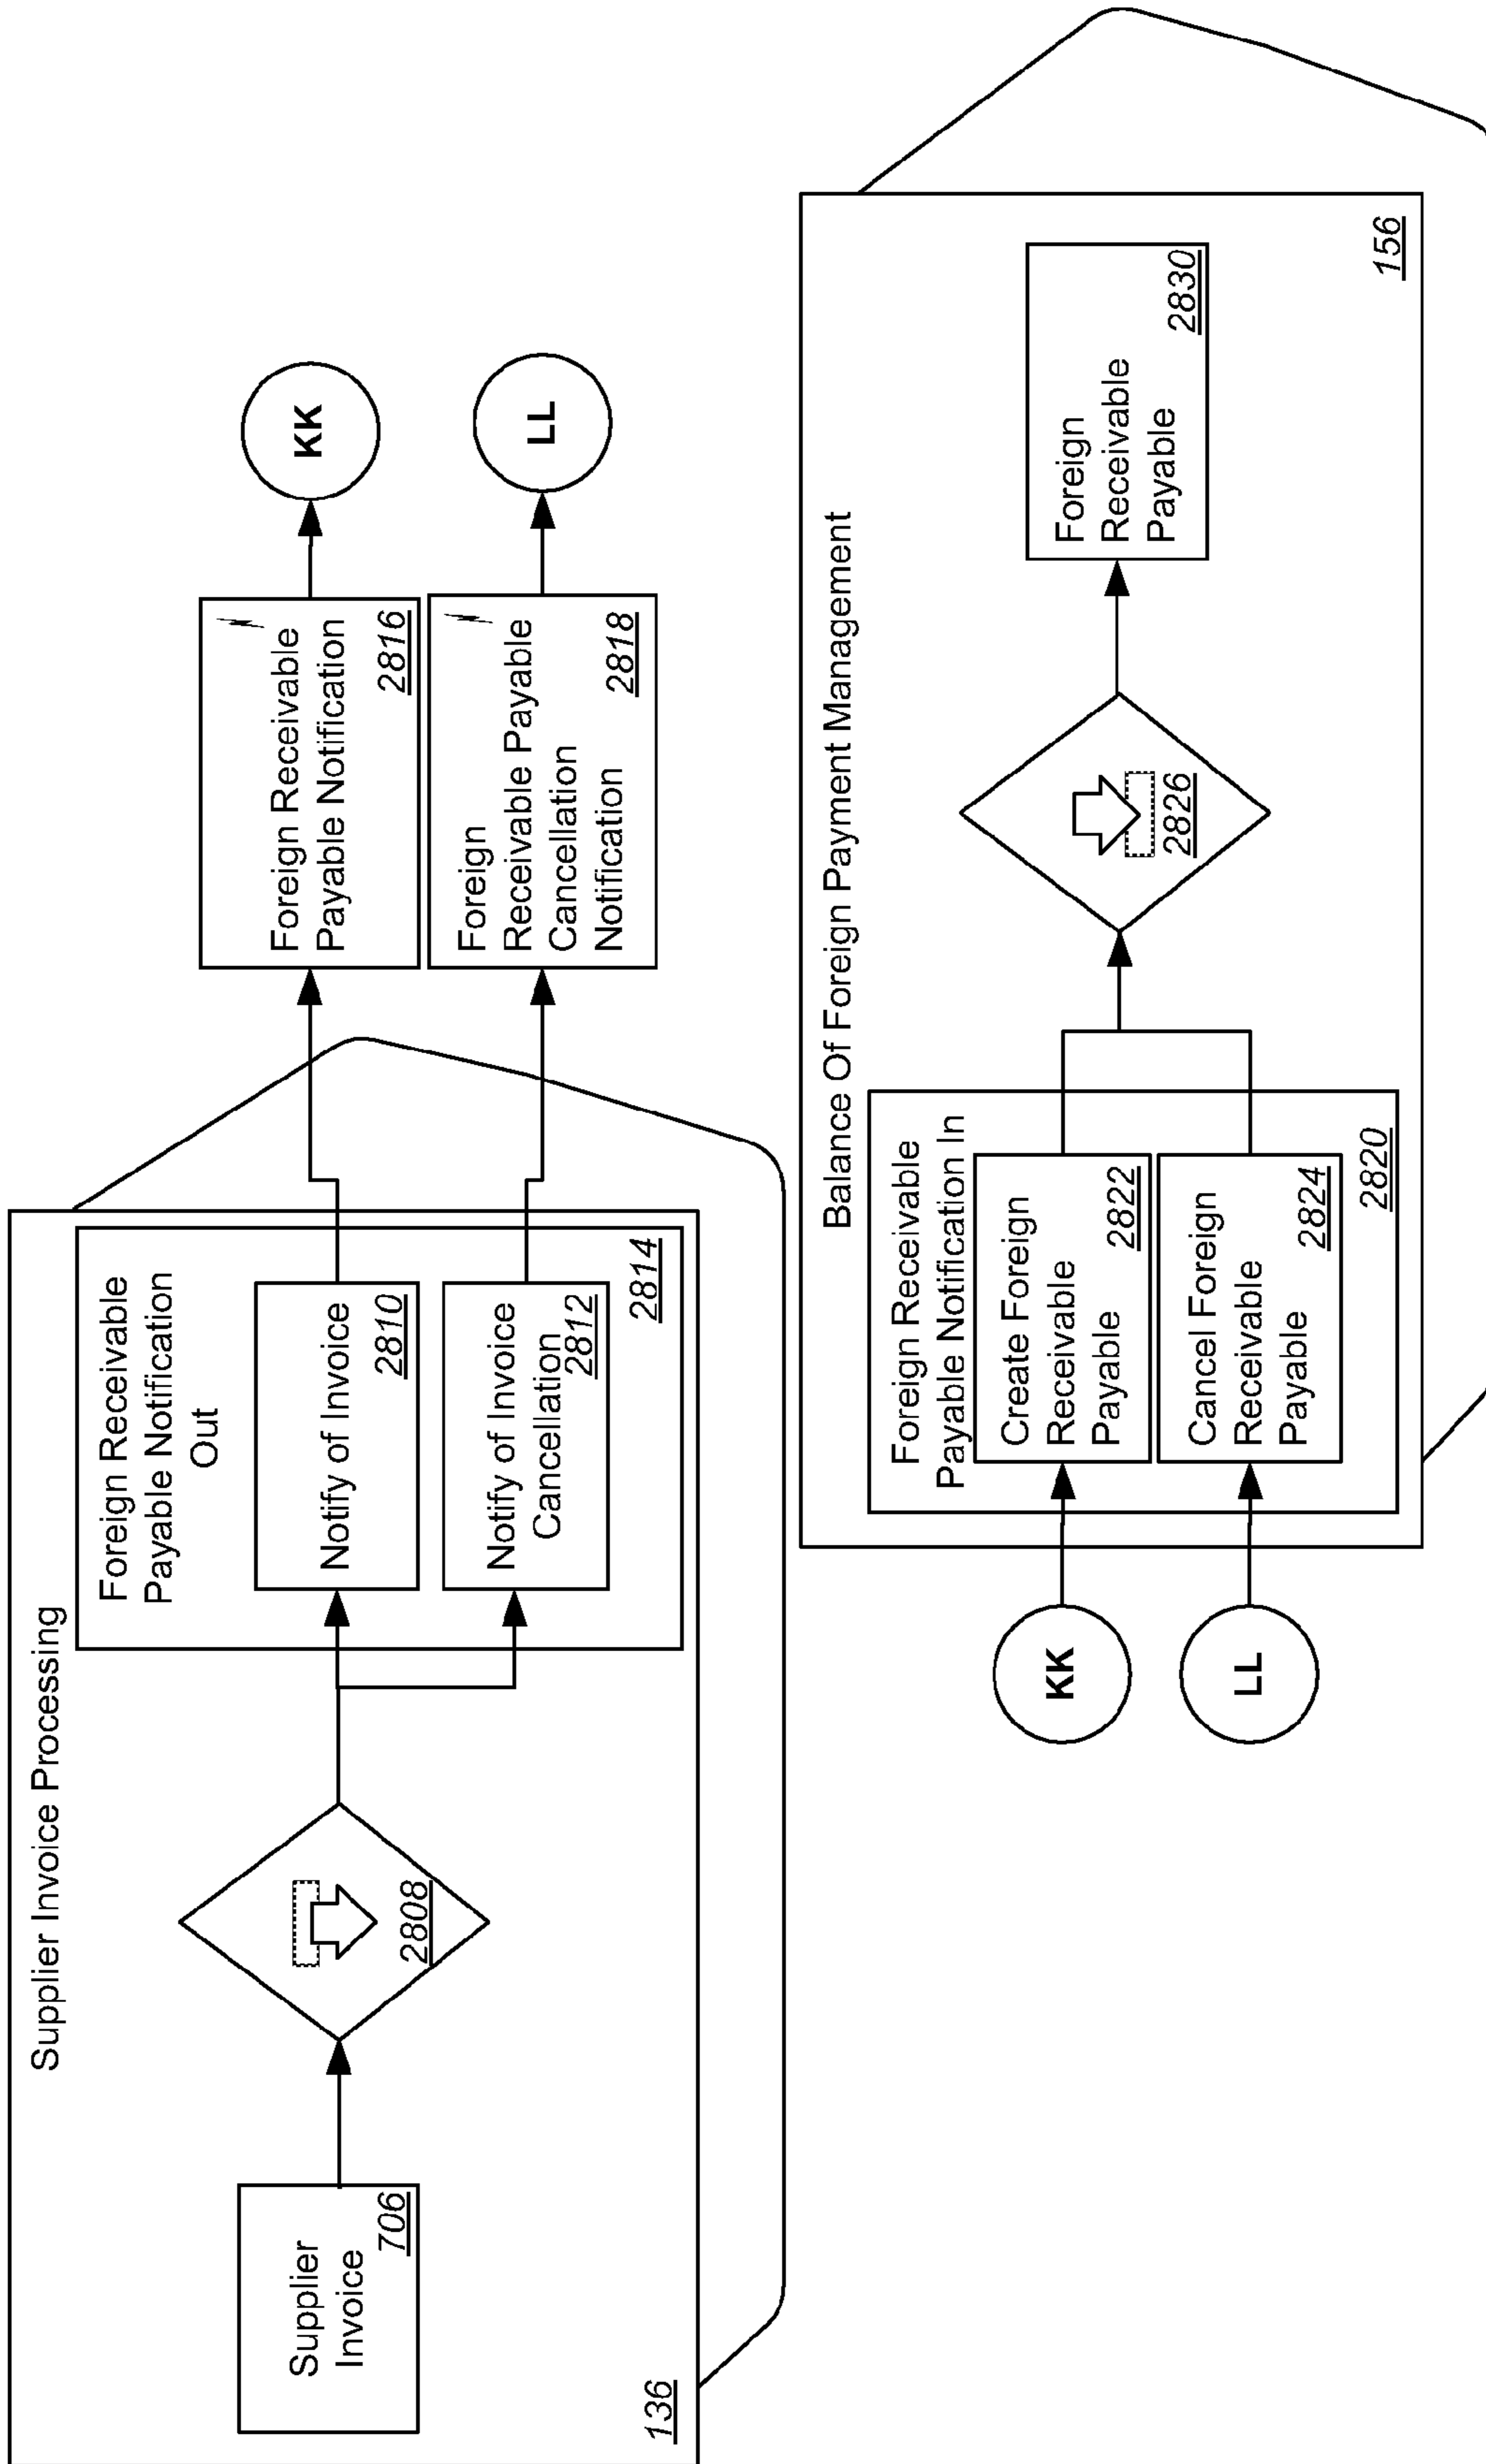 Supplier Invoice Processing
Supplier
Invoice
706
2808
Foreign Receivable
Payable Notification
Out
Notify of Invoice
2810
Notify of Invoice
Cancellation
2812
2814
136
Foreign Receivable
Payable Notification
2816
Foreign
Receivable Payable
Cancellation
Notification
2818
KK
LL
Balance Of Foreign Payment Management
KK
LL
Foreign Receivable
Payable Notification In
Create Foreign
Receivable
Payable
2822
Cancel Foreign
Receivable
Payable
2824
2820
2826
Foreign
Receivable
Payable
2830
156